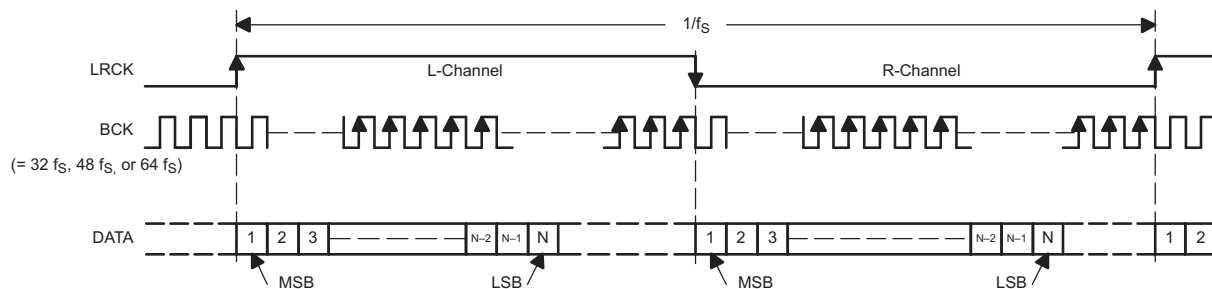 1/fS
LRCK
L-Channel
R-Channel
BCK
(= 32 fS, 48 fS, or 64 fS)
DATA
1 2 3 N–2 N–1 N 1 2 3 N–2 N–1 N 1 2
MSB LSB MSB LSB